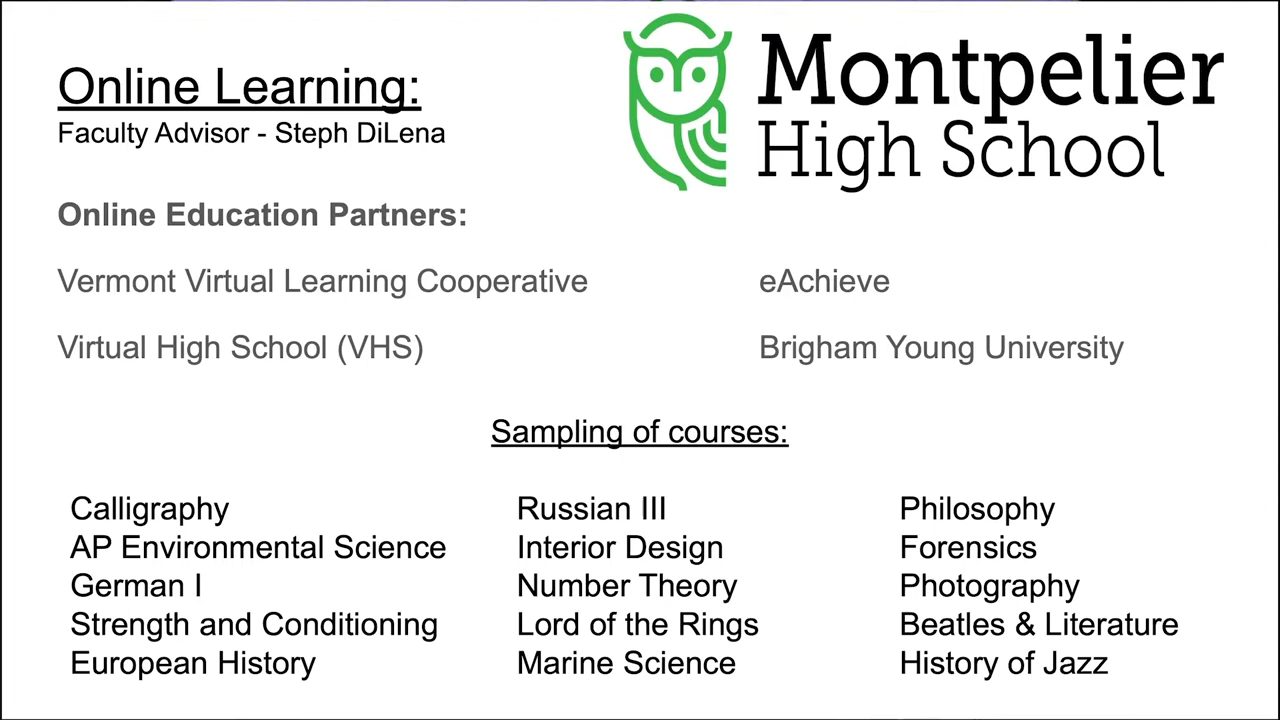 Online Learning:
Faculty Advisor - Steph DiLena
Montpelier
High School
Online Education Partners:
Vermont Virtual Learning Cooperative
eAchieve
Virtual High School (VHS)
Brigham Young University
Sampling of courses:
Calligraphy
AP Environmental Science
German I
Strength and Conditioning
European History
Russian III
Interior Design
Number Theory
Lord of the Rings
Marine Science
Philosophy
Forensics
Photography
Beatles & Literature
History of Jazz